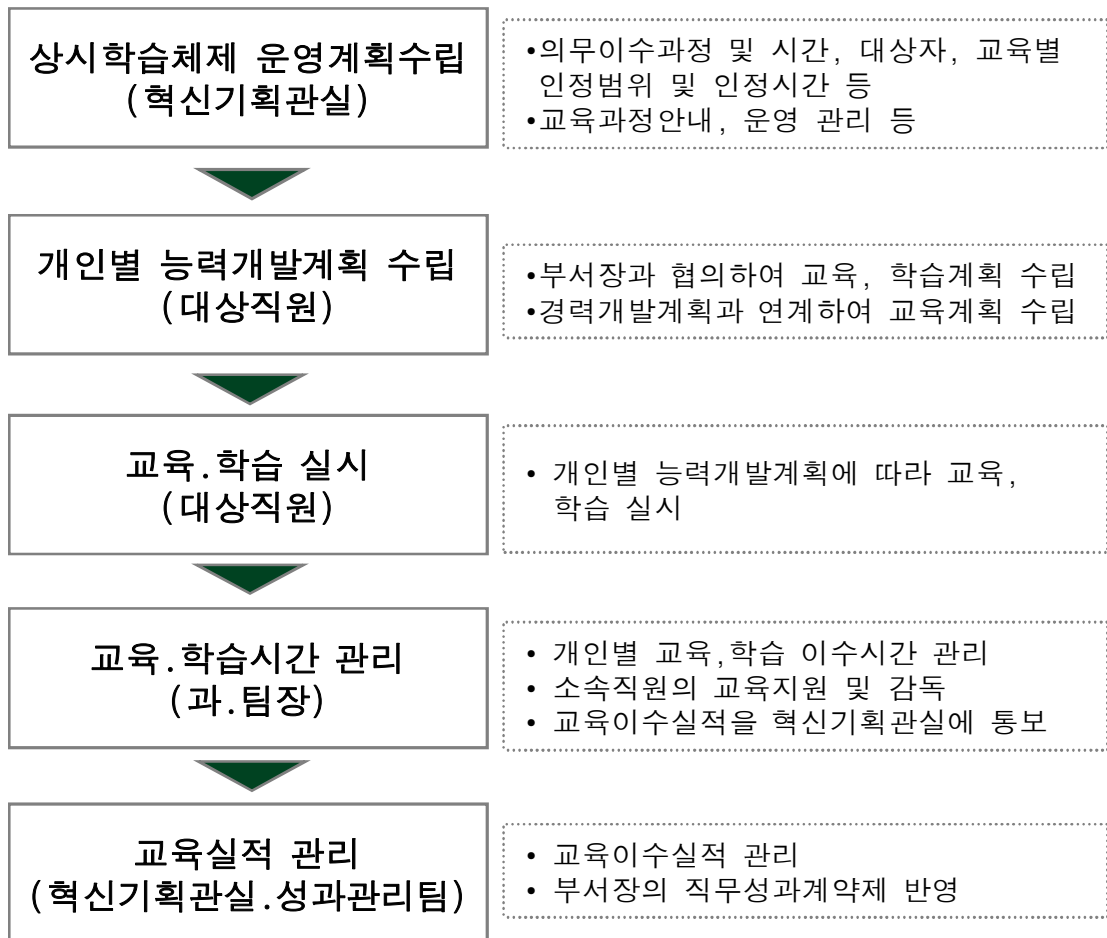 상시학습체제 운영계획수립
(혁신기획관실)
•의무이수과정 및 시간, 대상자, 교육별
인정범위 및 인정시간 등
•교육과정안내, 운영 관리 등
개인별 능력개발계획 수립
(대상직원)
•부서장과 협의하여 교육, 학습계획 수립
•경력개발계획과 연계하여 교육계획 수립
교육.학습 실시
(대상직원)
• 개인별 능력개발계획에 따라 교육,
학습 실시
교육.학습시간 관리
(과.팀장)
• 개인별 교육,학습 이수시간 관리
• 소속직원의 교육지원 및 감독
• 교육이수실적을 혁신기획관실에 통보
교육실적 관리
(혁신기획관실.성과관리팀)
• 교육이수실적 관리
• 부서장의 직무성과계약제 반영